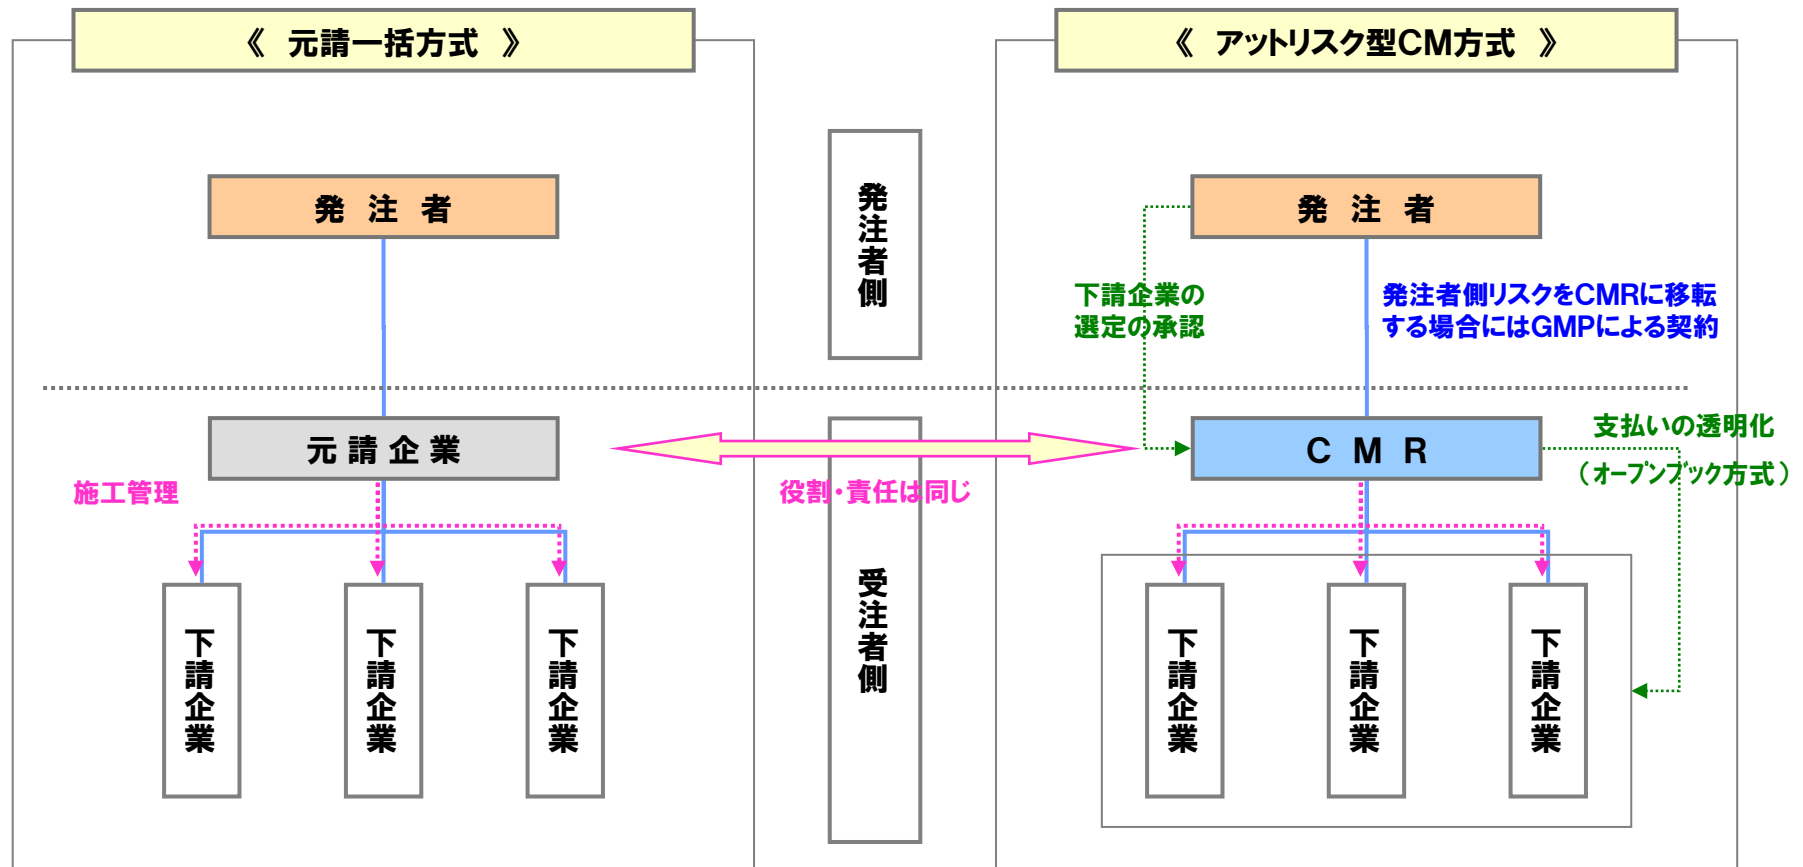 《 元請一括方式 》
《 アットリスク型CM方式 》
発注者
発注者側
発注者
下請企業の
選定の承認
発注者側リスクをCMRに移転
する場合にはGMPによる契約
元請企業
CMR
支払いの透明化
（オープンブック方式）
施工管理
役割・責任は同じ
受注者側
下請企業
下請企業
下請企業
下請企業
下請企業
下請企業